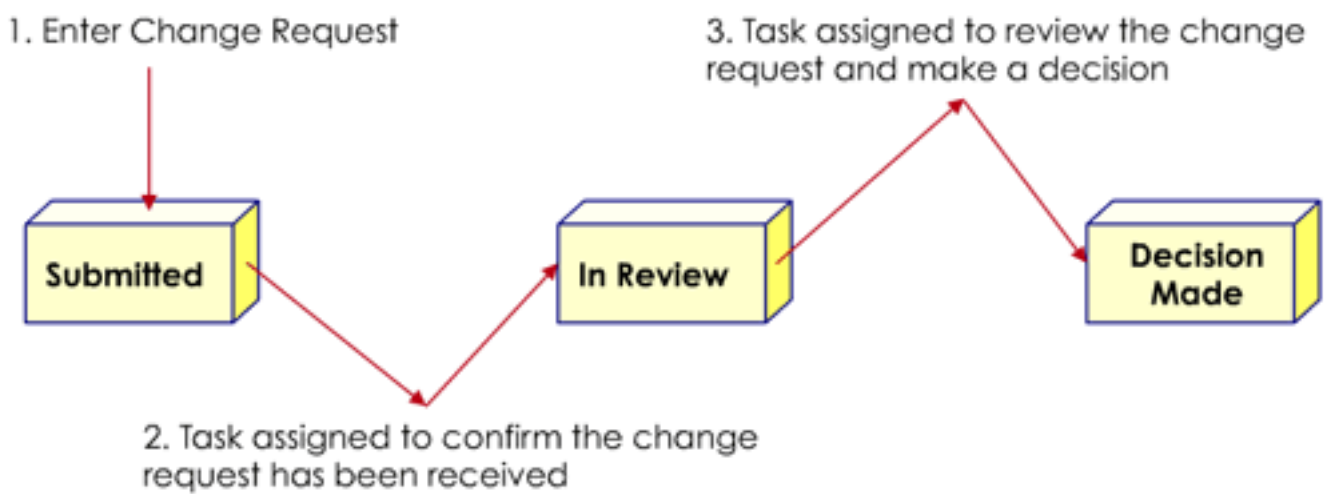 1. Enter Change Request
3. Task assigned to review the change
request and make a decision
Submitted
In Review
Decision
Made
2. Task assigned to confirm the change
request has been received